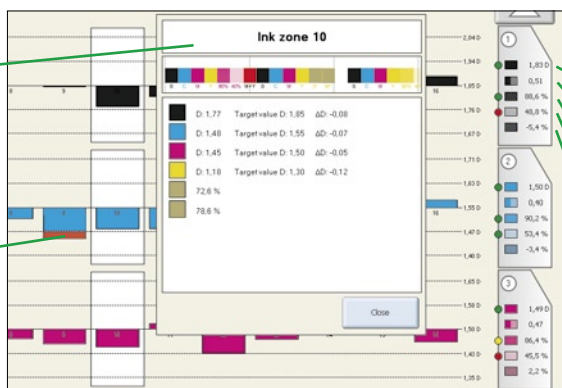 Ink zone 10
D: 1,77 Target value D: 1,85 ΔD: -0,08
D: 1,48 Target value D: 1,55 ΔD: -0,07
D: 1,45 Target value D: 1,50 ΔD: -0,05
D: 1,18 Target value D: 1,30 ΔD: -0,12
72,6 %
78,6 %
Close
2,04 D
1,94 D
1,85 D
1,76 D
1,67 D
1,71 D
1,63 D
1,55 D
1,47 D
1,40 D
1,65 D
1,58 D
1,50 D
1,43 D
1,35 D
9
16
16
1
1,83 D
0,51
88,6 %
48,8 %
-5,4 %
2
1,50 D
0,40
90,2 %
53,4 %
-3,4 %
3
1,49 D
0,47
86,4 %
45,5 %
2,2 %